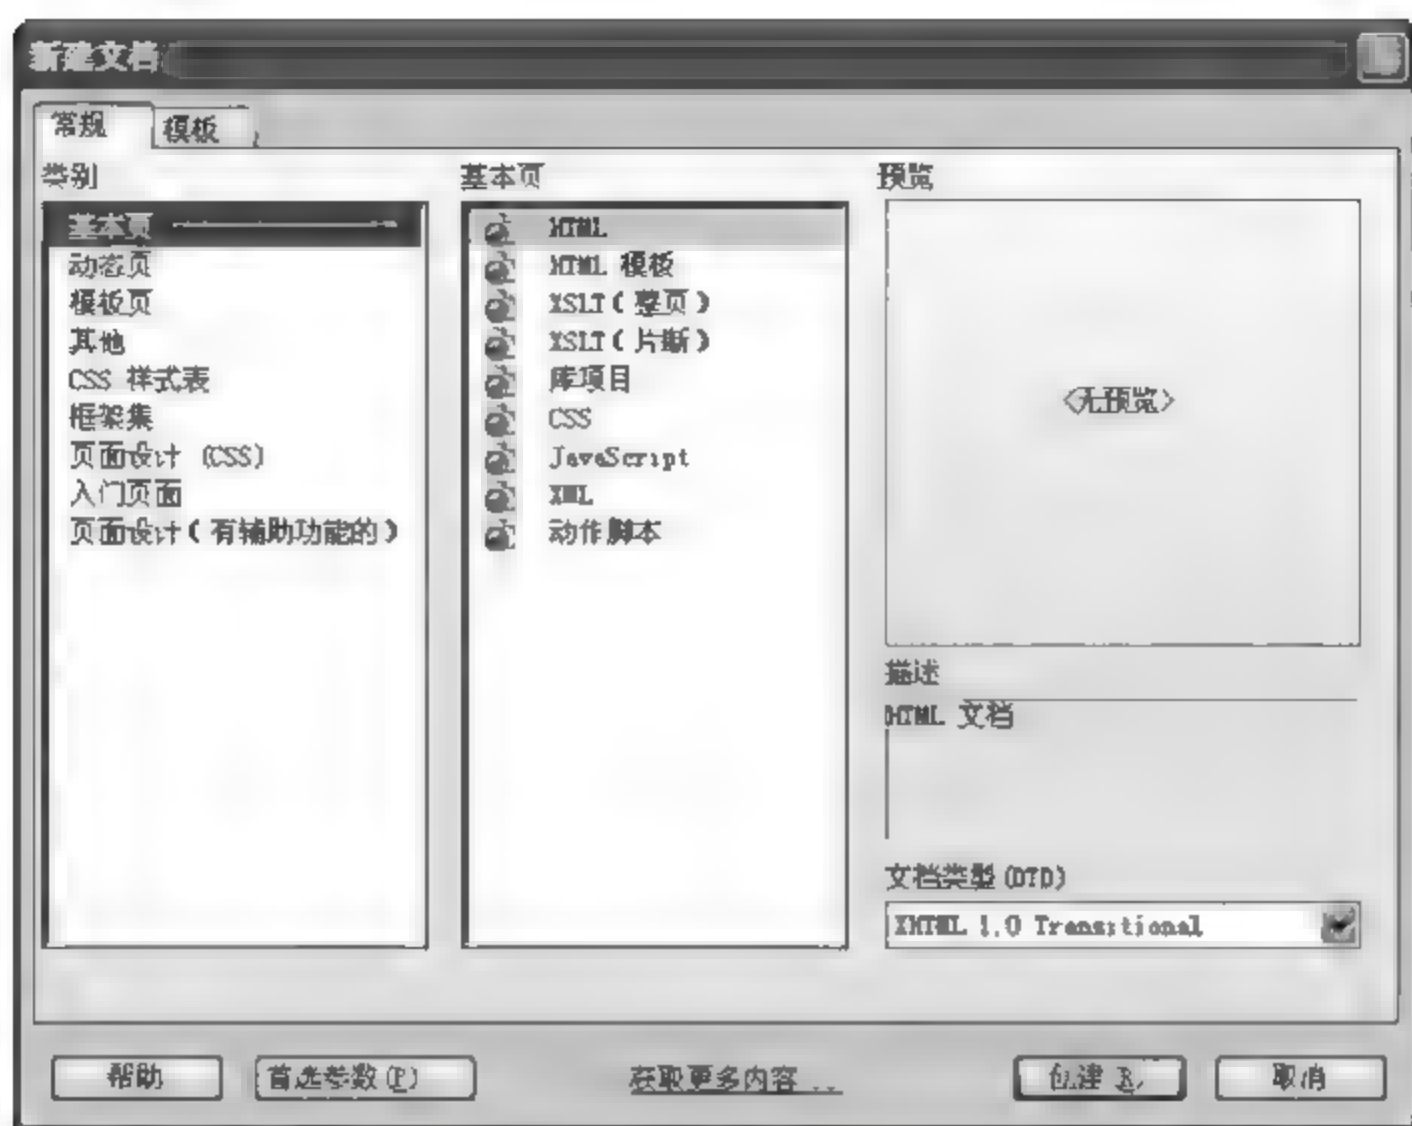 新建文档
常规
模板
类别
基本页
动态页
模板页
其他
CSS 样式表
框架集
页面设计 (CSS)
入门页面
页面设计(有辅助功能的)
基本页
HTML
HTML 模板
XSLT(整页)
XSLT(片断)
库项目
CSS
JavaScript
XML
动作脚本
预览
<无预览>
描述
HTML 文档
文档类型(DTD)
XHTML 1.0 Transitional
帮助
首选参数(P)
获取更多内容...
创建
取消